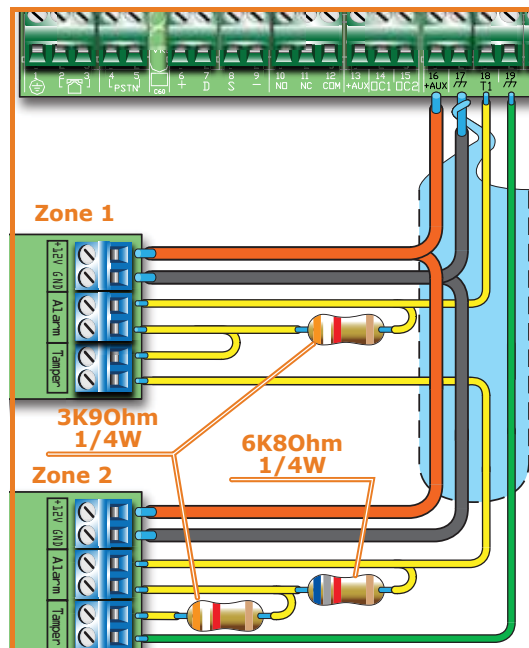 2 3 4 5 6 7 8 9 10 11 12 13 14 15 16 17 18 19
PSTN + D S - NO NC COM +AUX OC1 OC2 +AUX T1
C60
Zone 1
+12V GND
Alarm
Tamper
3K9Ohm
1/4W
6K8Ohm
1/4W
Zone 2
+12V GND
Alarm
Tamper